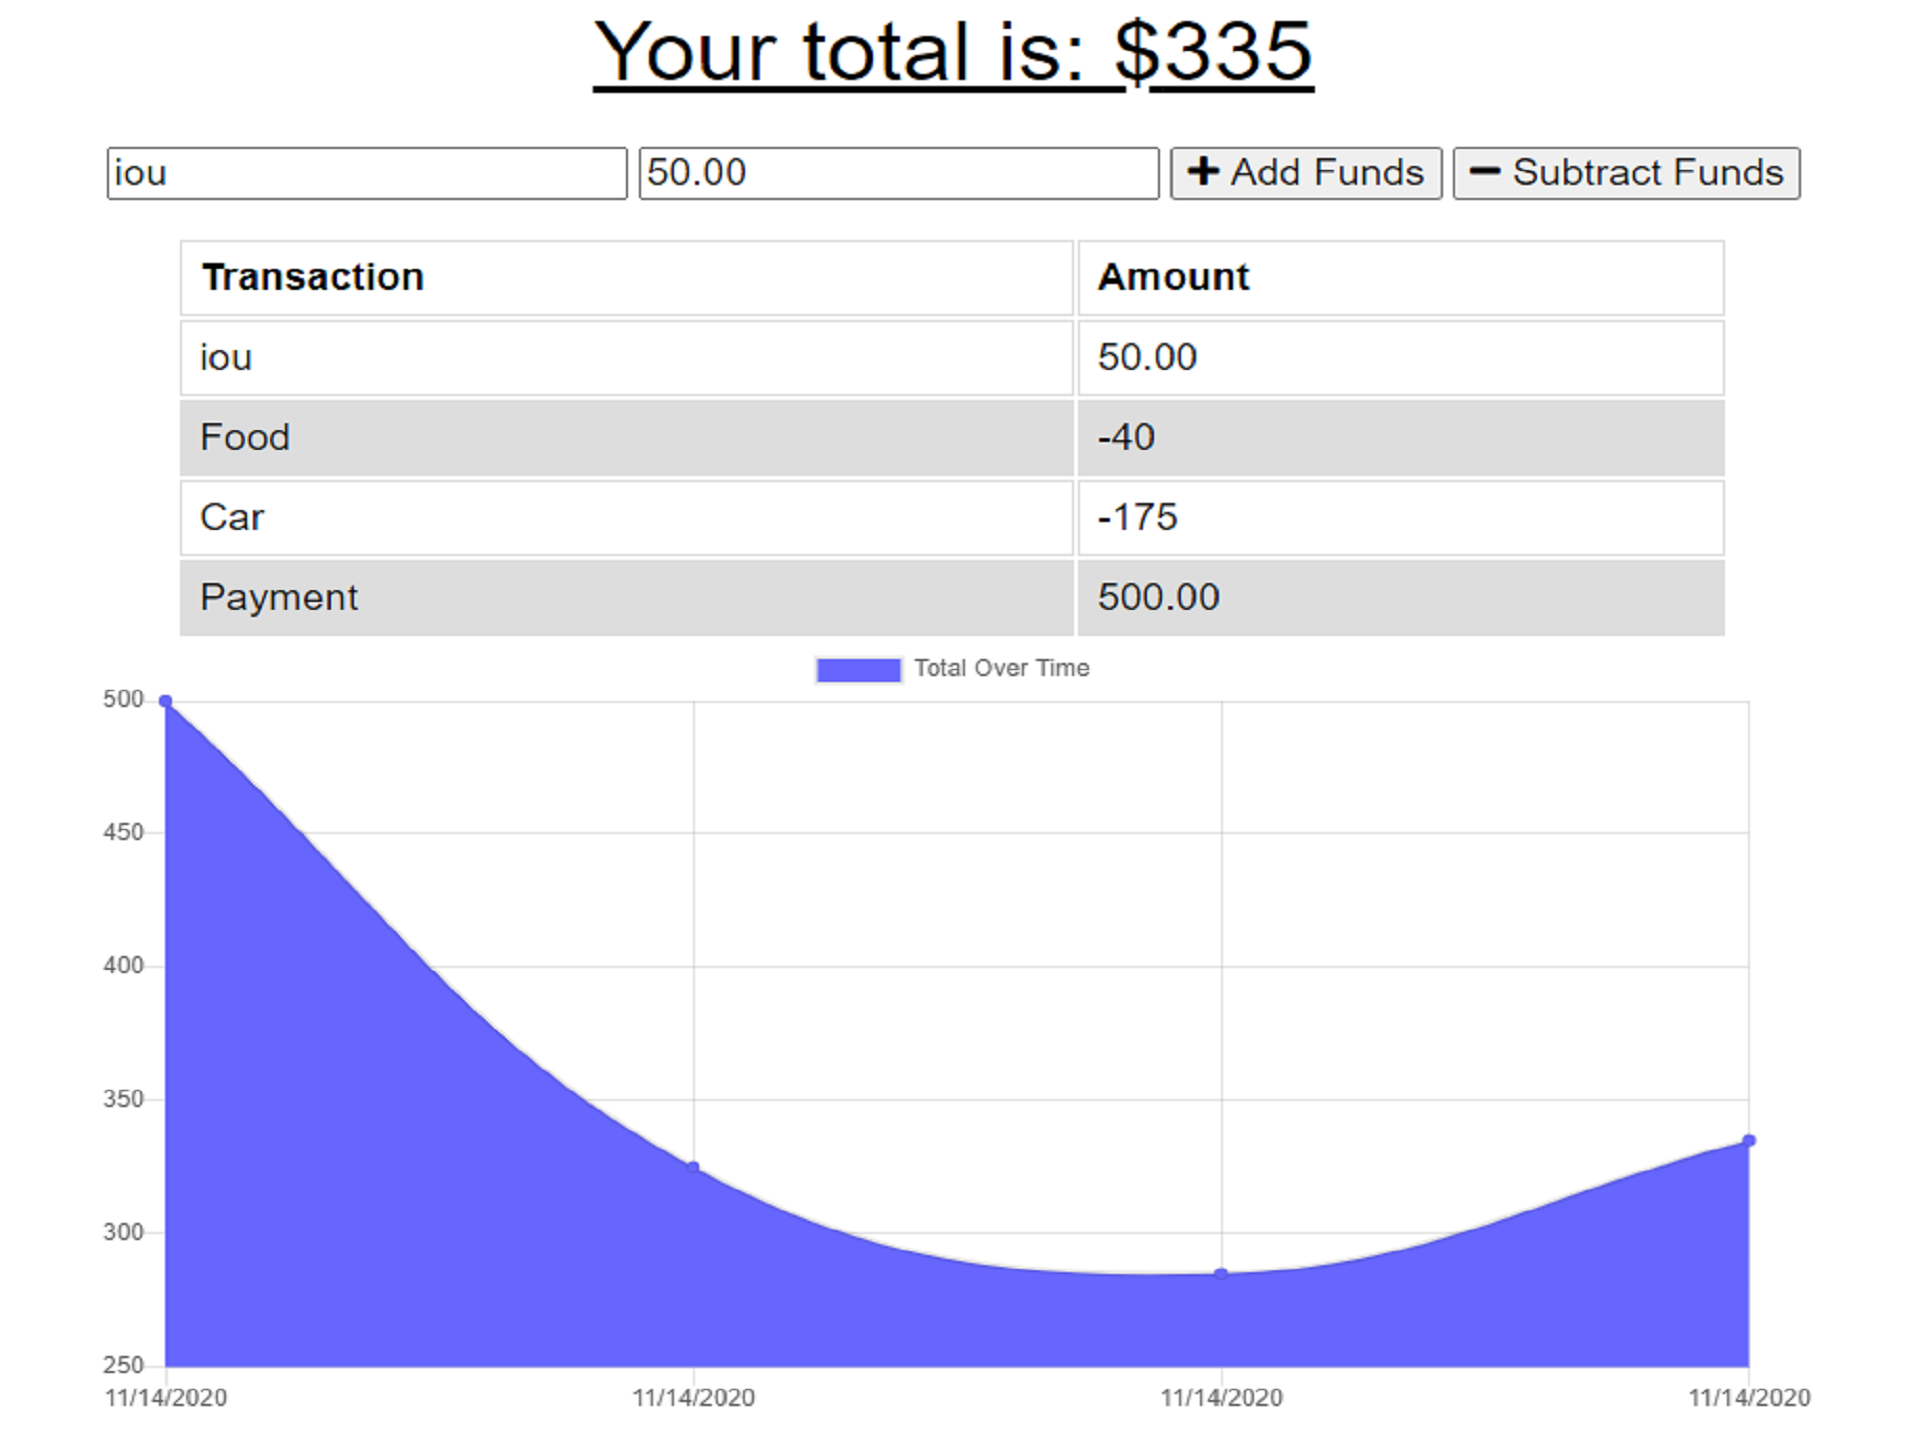 Your total is: $335
iou 50.00 Add Funds Subtract Funds
Transaction Amount
iou 50.00
Food -40
Car -175
Payment 500.00
Total Over Time
500
450
400
350
300
250
11/14/2020 11/14/2020 11/14/2020 11/14/2020